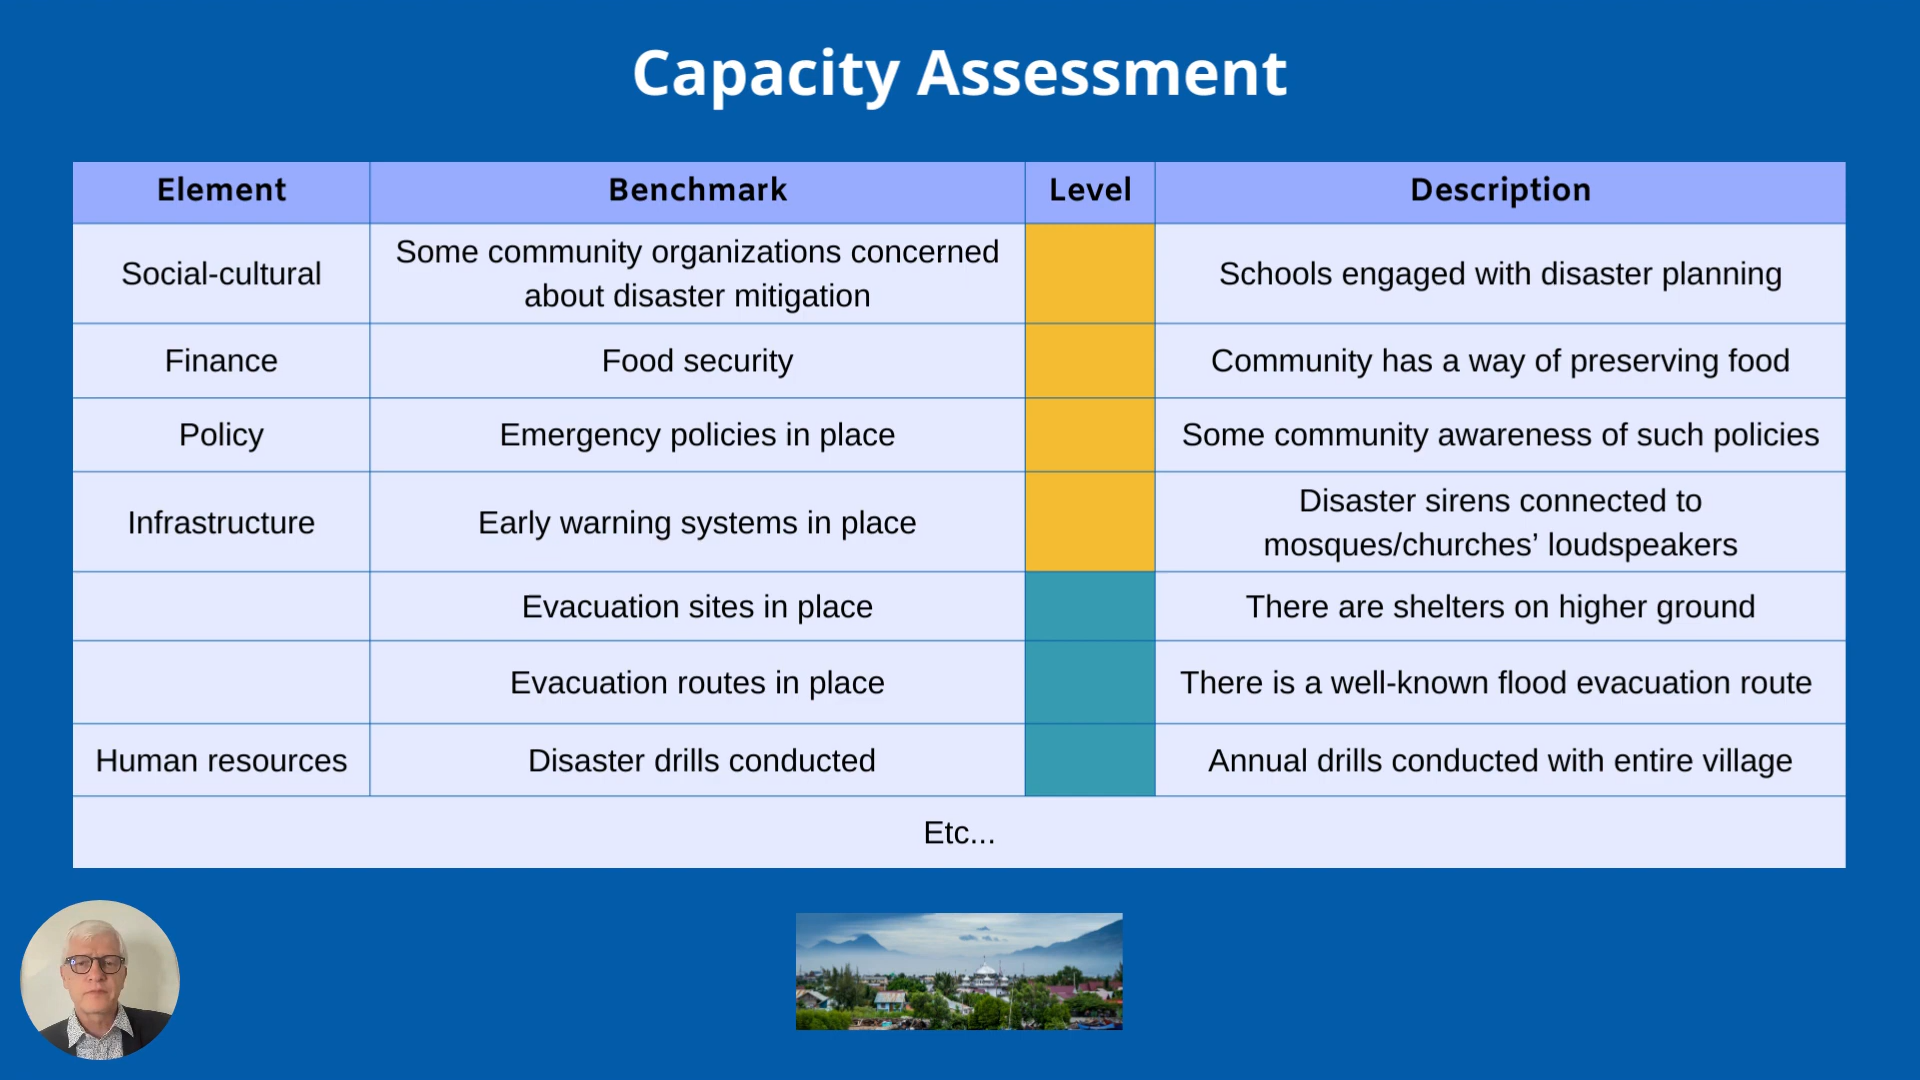 Capacity Assessment
Element Benchmark Level Description
Social-cultural
Some community organizations concerned
about disaster mitigation
Schools engaged with disaster planning
Finance Food security Community has a way of preserving food
Policy Emergency policies in place Some community awareness of such policies
Infrastructure Early warning systems in place
Disaster sirens connected to
mosques/churches’ loudspeakers
Evacuation sites in place There are shelters on higher ground
Evacuation routes in place There is a well-known flood evacuation route
Human resources Disaster drills conducted Annual drills conducted with entire village
Etc...